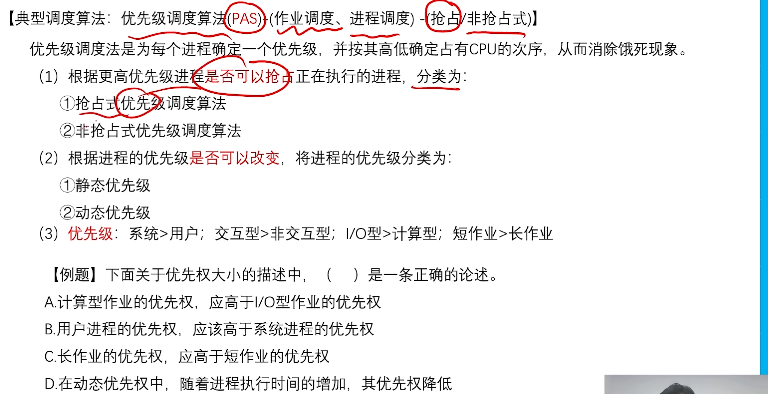 【典型调度算法：优先级调度算法(PAS)-(作业调度、进程调度) -(抢占/非抢占式)】
优先级调度法是为每个进程确定一个优先级，并按其高低确定占有CPU的次序，从而消除饿死现象。
（1）根据更高优先级进程是否可以抢占正在执行的进程，分类为：
①抢占式优先级调度算法
②非抢占式优先级调度算法
（2）根据进程的优先级是否可以改变，将进程的优先级分类为：
①静态优先级
②动态优先级
（3）优先级：系统>用户；交互型>非交互型；I/O型>计算型；短作业>长作业
【例题】下面关于优先权大小的描述中，（　）是一条正确的论述。
A.计算型作业的优先权，应高于I/O型作业的优先权
B.用户进程的优先权，应该高于系统进程的优先权
C.长作业的优先权，应高于短作业的优先权
D.在动态优先权中，随着进程执行时间的增加，其优先权降低